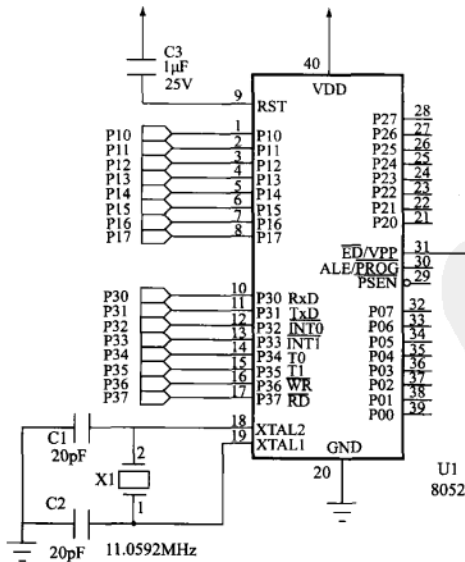 C3
1μF
25V
40
VDD
9
RST
P10 1 P10
P11 2 P11
P12 3 P12
P13 4 P13
P14 5 P14
P15 6 P15
P16 7 P16
P17 8 P17
P27 28
P26 27
P25 26
P24 25
P23 24
P22 23
P21 22
P20 21
ED/VPP 31
ALE/PROG 30
PSEN 29
P30 10 P30 RxD
P31 11 P31 TxD
P32 12 P32 INT0
P33 13 P33 INT1
P34 14 P34 T0
P35 15 P35 T1
P36 16 P36 WR
P37 17 P37 RD
P07 32
P06 33
P05 34
P04 35
P03 36
P02 37
P01 38
P00 39
18 XTAL2
19 XTAL1
GND
20
U1
8052
C1
20pF
2
X1
1
C2
20pF
11.0592MHz